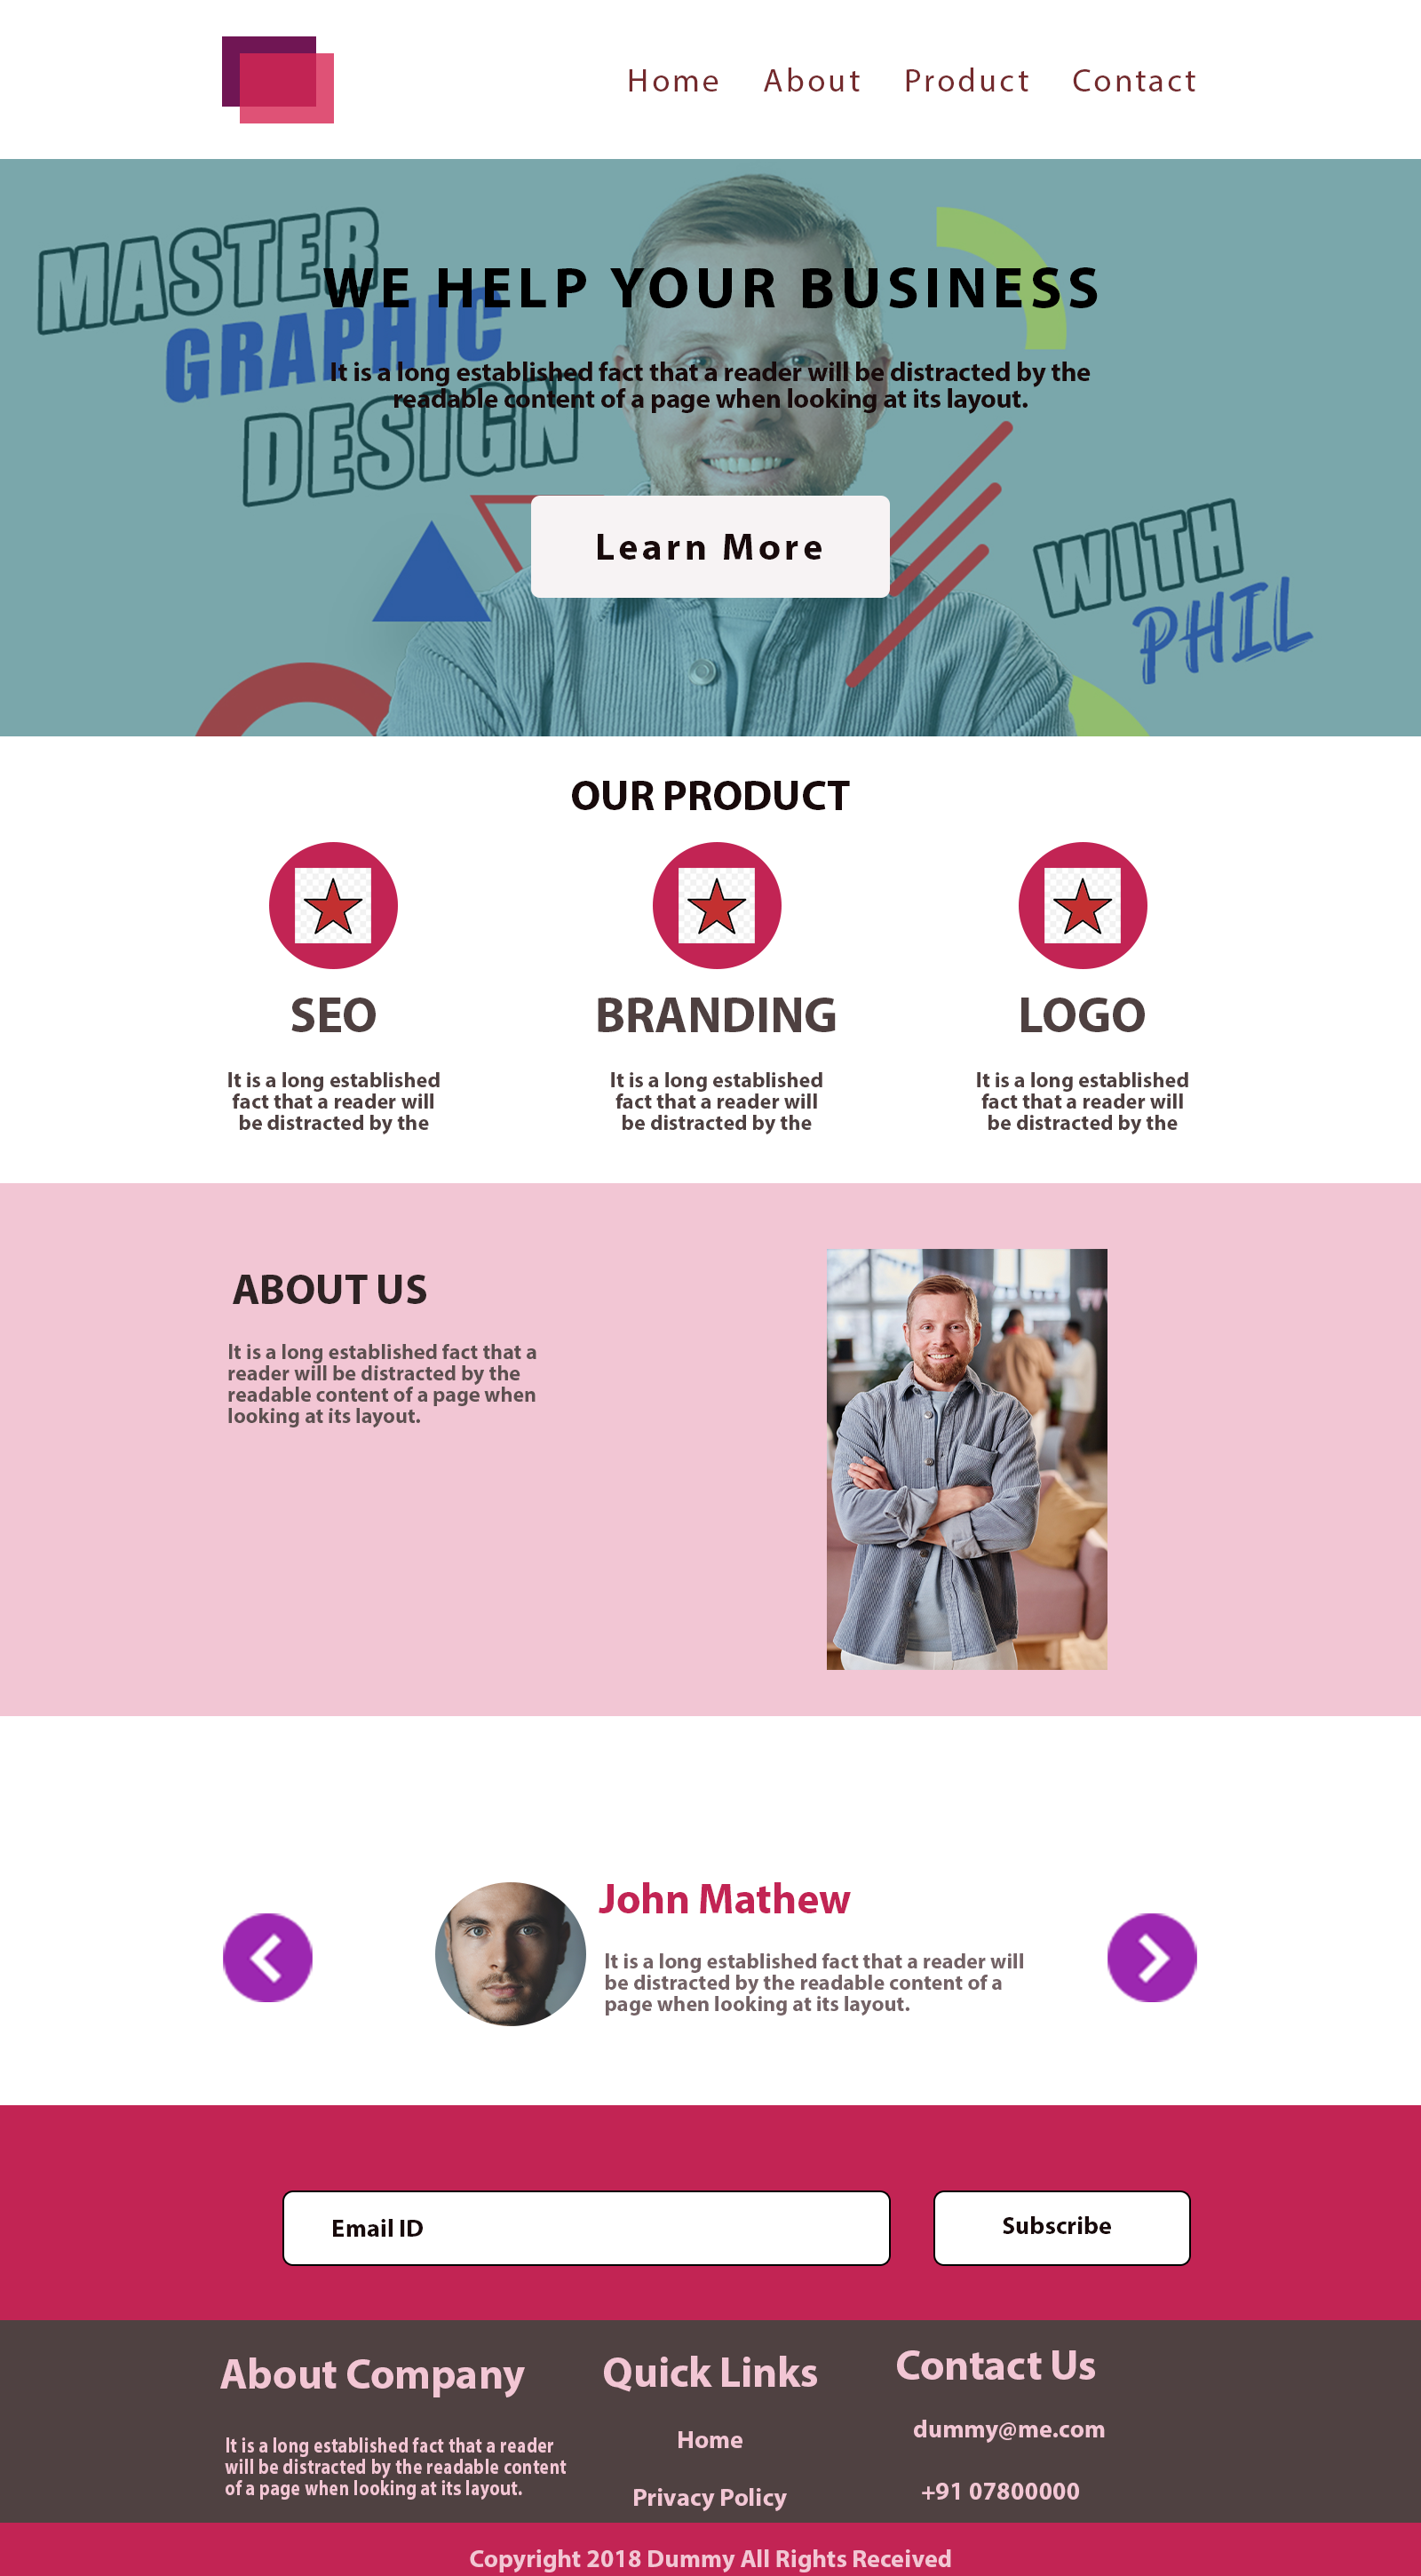 Home About Product Contact
MASTER
GRAPHIC
DESIGN
WITH
PHIL
WE HELP YOUR BUSINESS
It is a long established fact that a reader will be distracted by the
readable content of a page when looking at its layout.
Learn More
OUR PRODUCT
SEO
It is a long established
fact that a reader will
be distracted by the
BRANDING
It is a long established
fact that a reader will
be distracted by the
LOGO
It is a long established
fact that a reader will
be distracted by the
ABOUT US
It is a long established fact that a
reader will be distracted by the
readable content of a page when
looking at its layout.
John Mathew
It is a long established fact that a reader will
be distracted by the readable content of a
page when looking at its layout.
Email ID
Subscribe
About Company
It is a long established fact that a reader
will be distracted by the readable content
of a page when looking at its layout.
Quick Links
Home
Privacy Policy
Contact Us
dummy@me.com
+91 07800000
Copyright 2018 Dummy All Rights Received